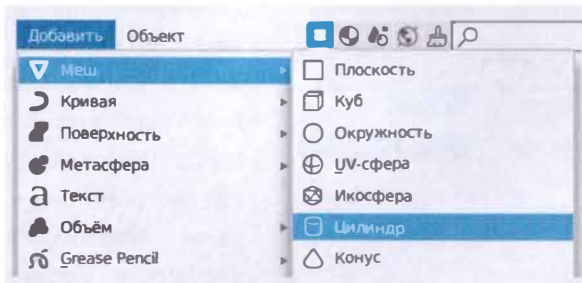 Добавить Объект
Меш
Кривая
Поверхность
Метасфера
Текст
Объём
Grease Pencil
Плоскость
Куб
Окружность
UV-сфера
Икосфера
Цилиндр
Конус